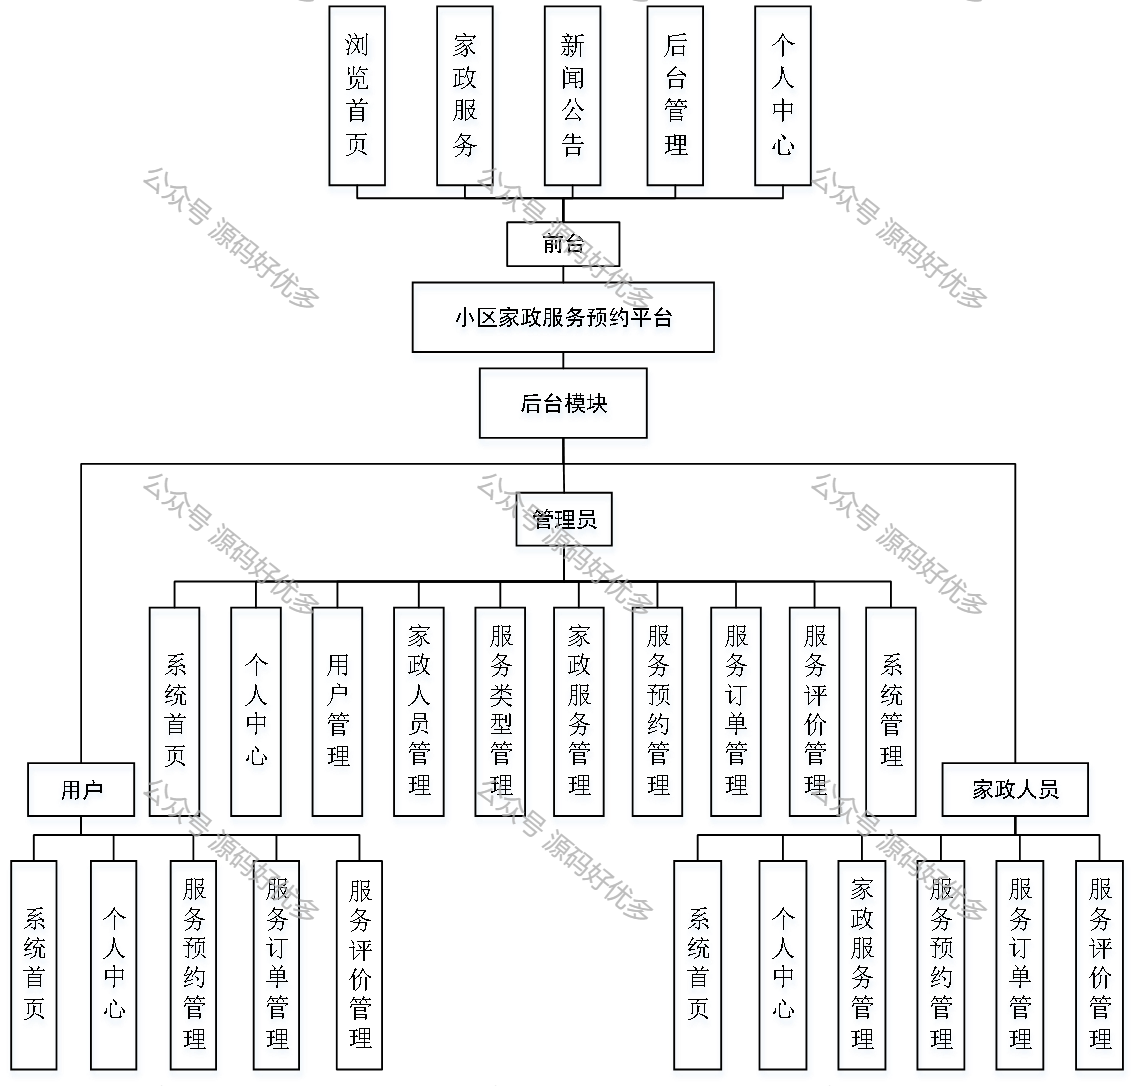 浏览首页
家政服务
新闻公告
后台管理
个人中心
前台
小区家政服务预约平台
后台模块
管理员
系统首页
个人中心
用户管理
家政人员管理
服务类型管理
家政服务管理
服务预约管理
服务订单管理
服务评价管理
系统管理
用户
家政人员
系统首页
个人中心
服务预约管理
服务订单管理
服务评价管理
系统首页
个人中心
家政服务管理
服务预约管理
服务订单管理
服务评价管理
公众号 源码好优多
公众号 源码好优多
公众号 源码好优多
公众号 源码好优多
公众号 源码好优多
公众号 源码好优多
公众号 源码好优多
公众号 源码好优多
公众号 源码好优多